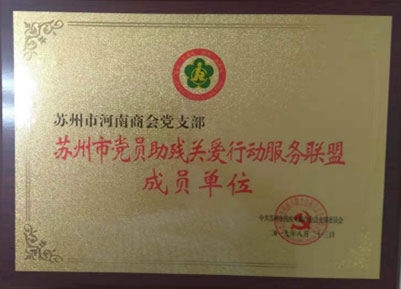 苏州市河南商会党支部
苏州市党员助残关爱行动服务联盟
成员单位